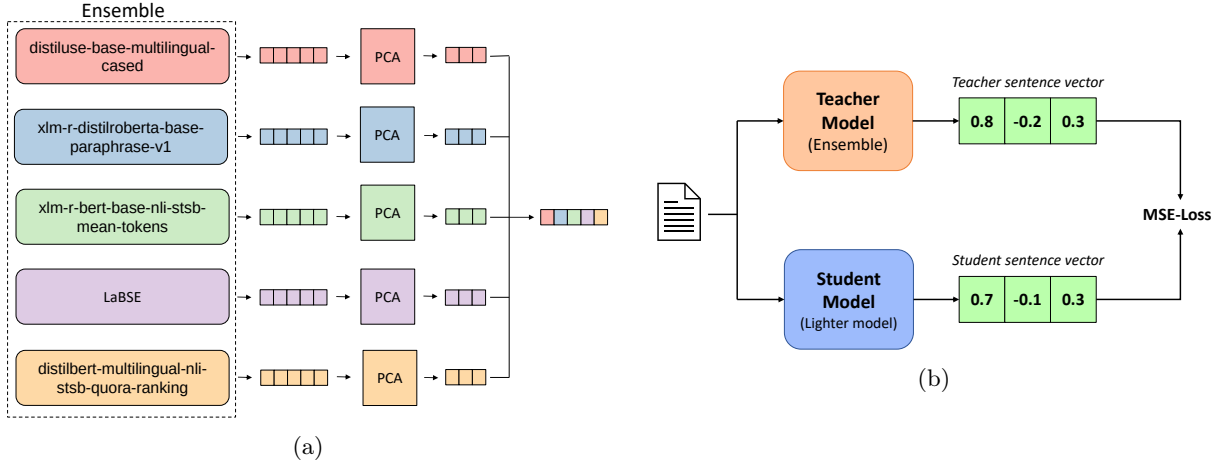 Ensemble
distiluse-base-multilingual-
cased
PCA
xlm-r-distilroberta-base-
paraphrase-v1
PCA
xlm-r-bert-base-nli-stsb-
mean-tokens
PCA
LaBSE
PCA
distilbert-multilingual-nli-
stsb-quora-ranking
PCA
(a)
Teacher
Model
(Ensemble)
Teacher sentence vector
0.8 -0.2 0.3
MSE-Loss
Student
Model
(Lighter model)
Student sentence vector
0.7 -0.1 0.3
(b)